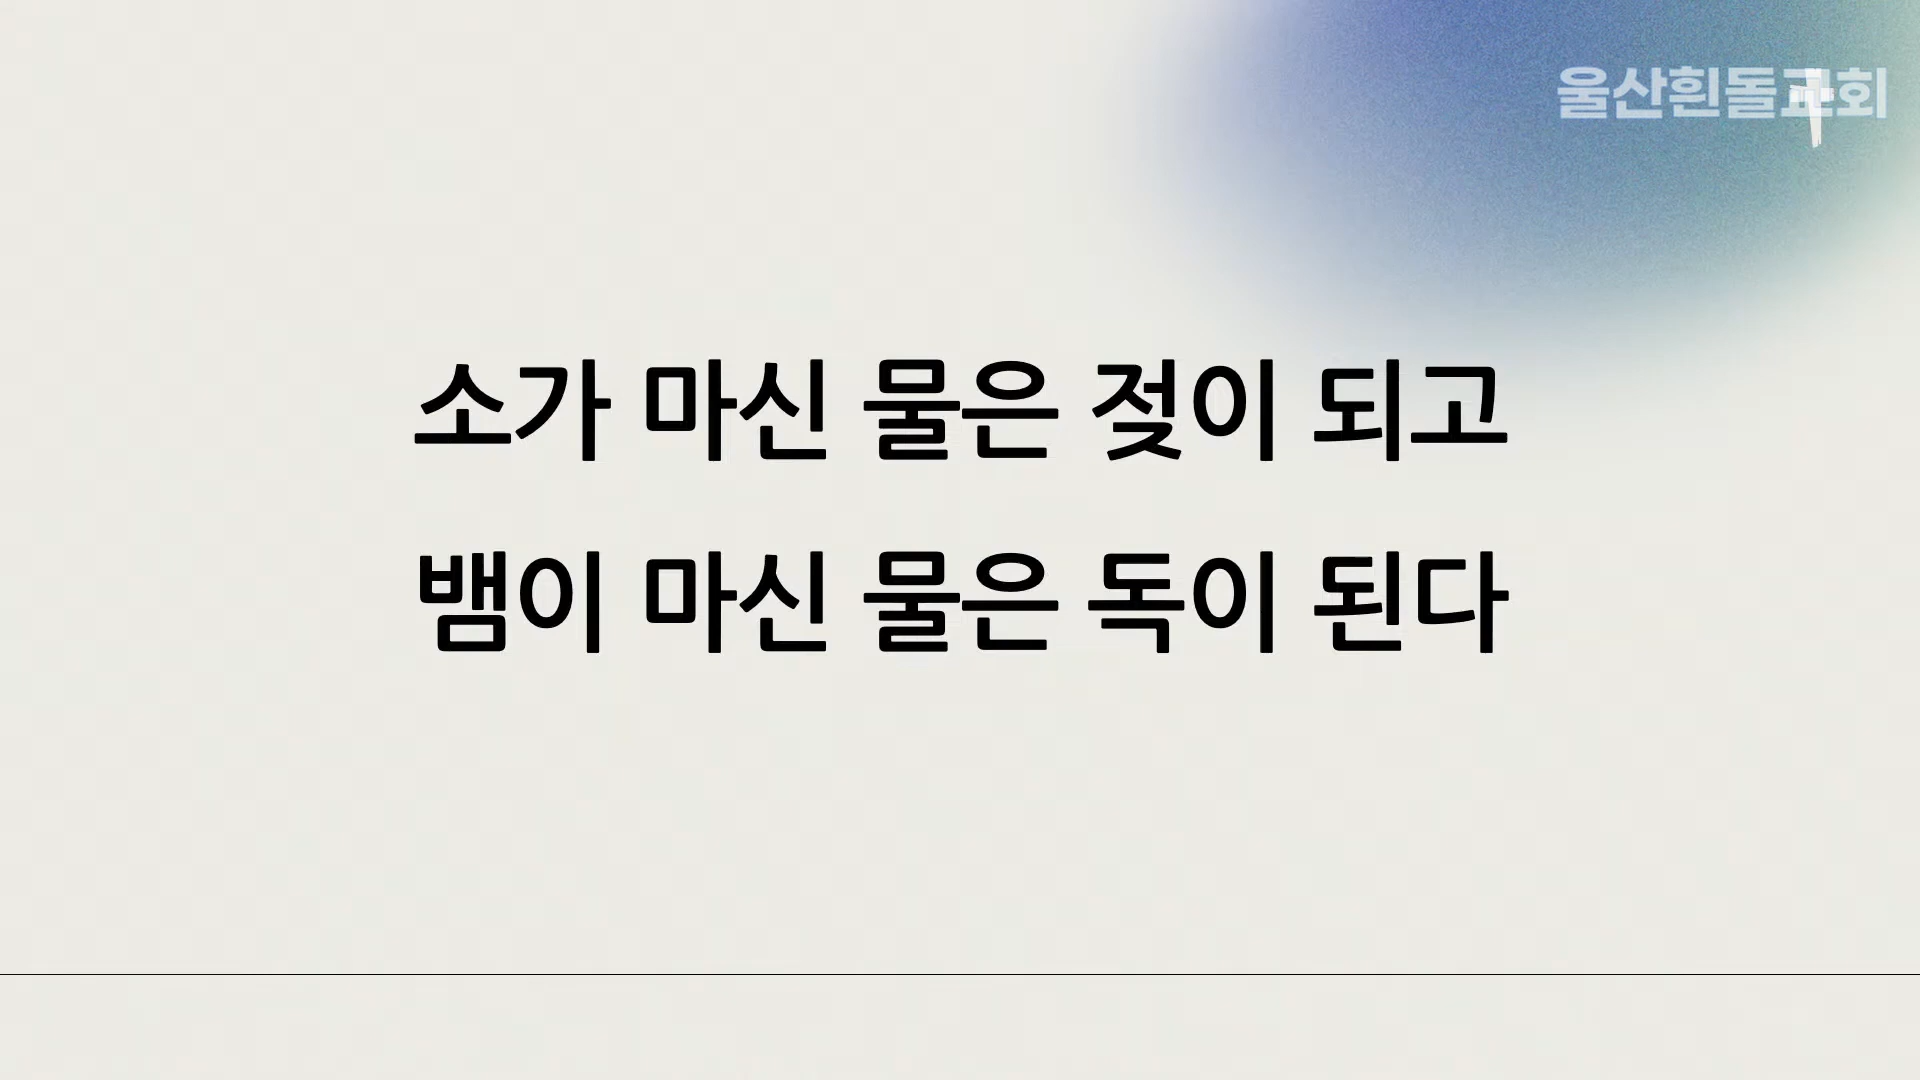 울산흰돌교회
소가 마신 물은 젖이 되고
뱀이 마신 물은 독이 된다